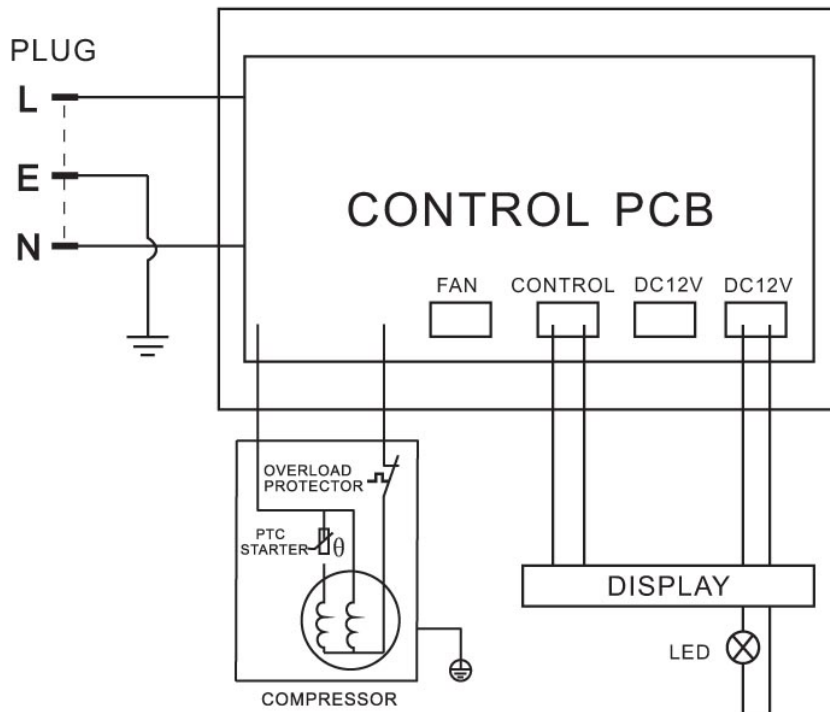 PLUG
L
E
N
CONTROL PCB
FAN
CONTROL
DC12V
DC12V
OVERLOAD
PROTECTOR
PTC
STARTER
θ
DISPLAY
LED
COMPRESSOR